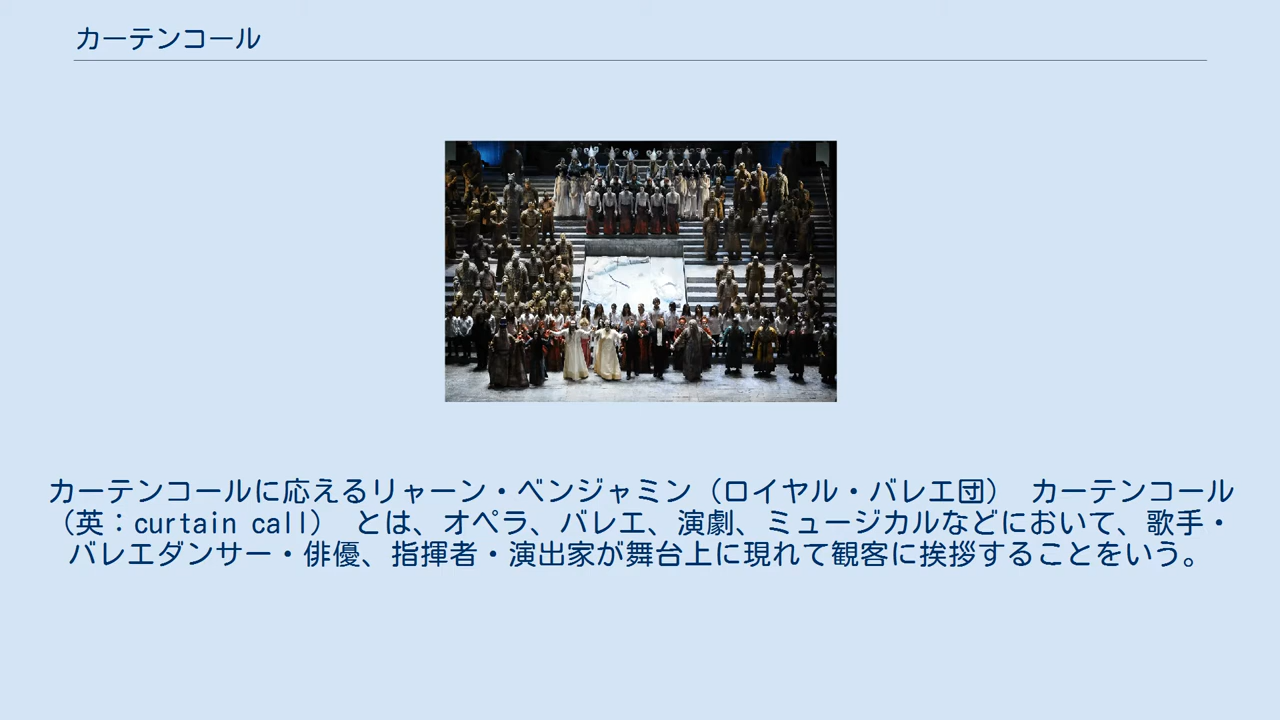 カーテンコール
カーテンコールに応えるリャーン・ベンジャミン（ロイヤル・バレエ団） カーテンコール
（英：curtain call） とは、オペラ、バレエ、演劇、ミュージカルなどにおいて、歌手・
バレエダンサー・俳優、指揮者・演出家が舞台上に現れて観客に挨拶することをいう。